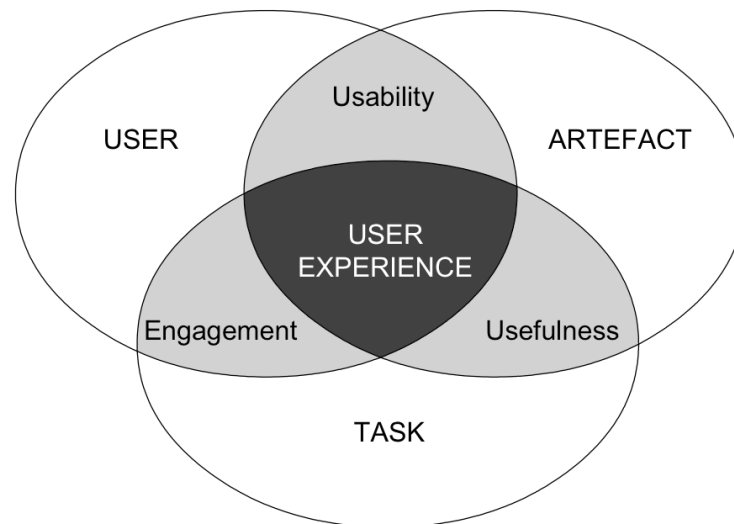 Usability
USER
ARTEFACT
USER
EXPERIENCE
Engagement
Usefulness
TASK